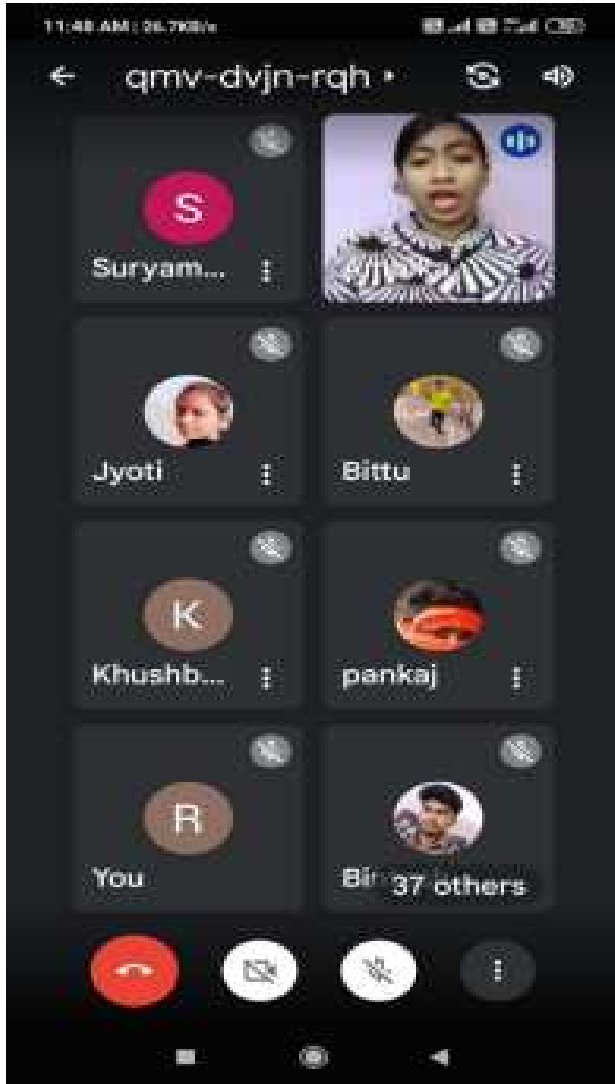 11:48 AM | 26.7KB/s
qmv-dvjn-rqh
S
Suryam...
Jyoti
Bittu
K
Khushb...
pankaj
R
You
37 others